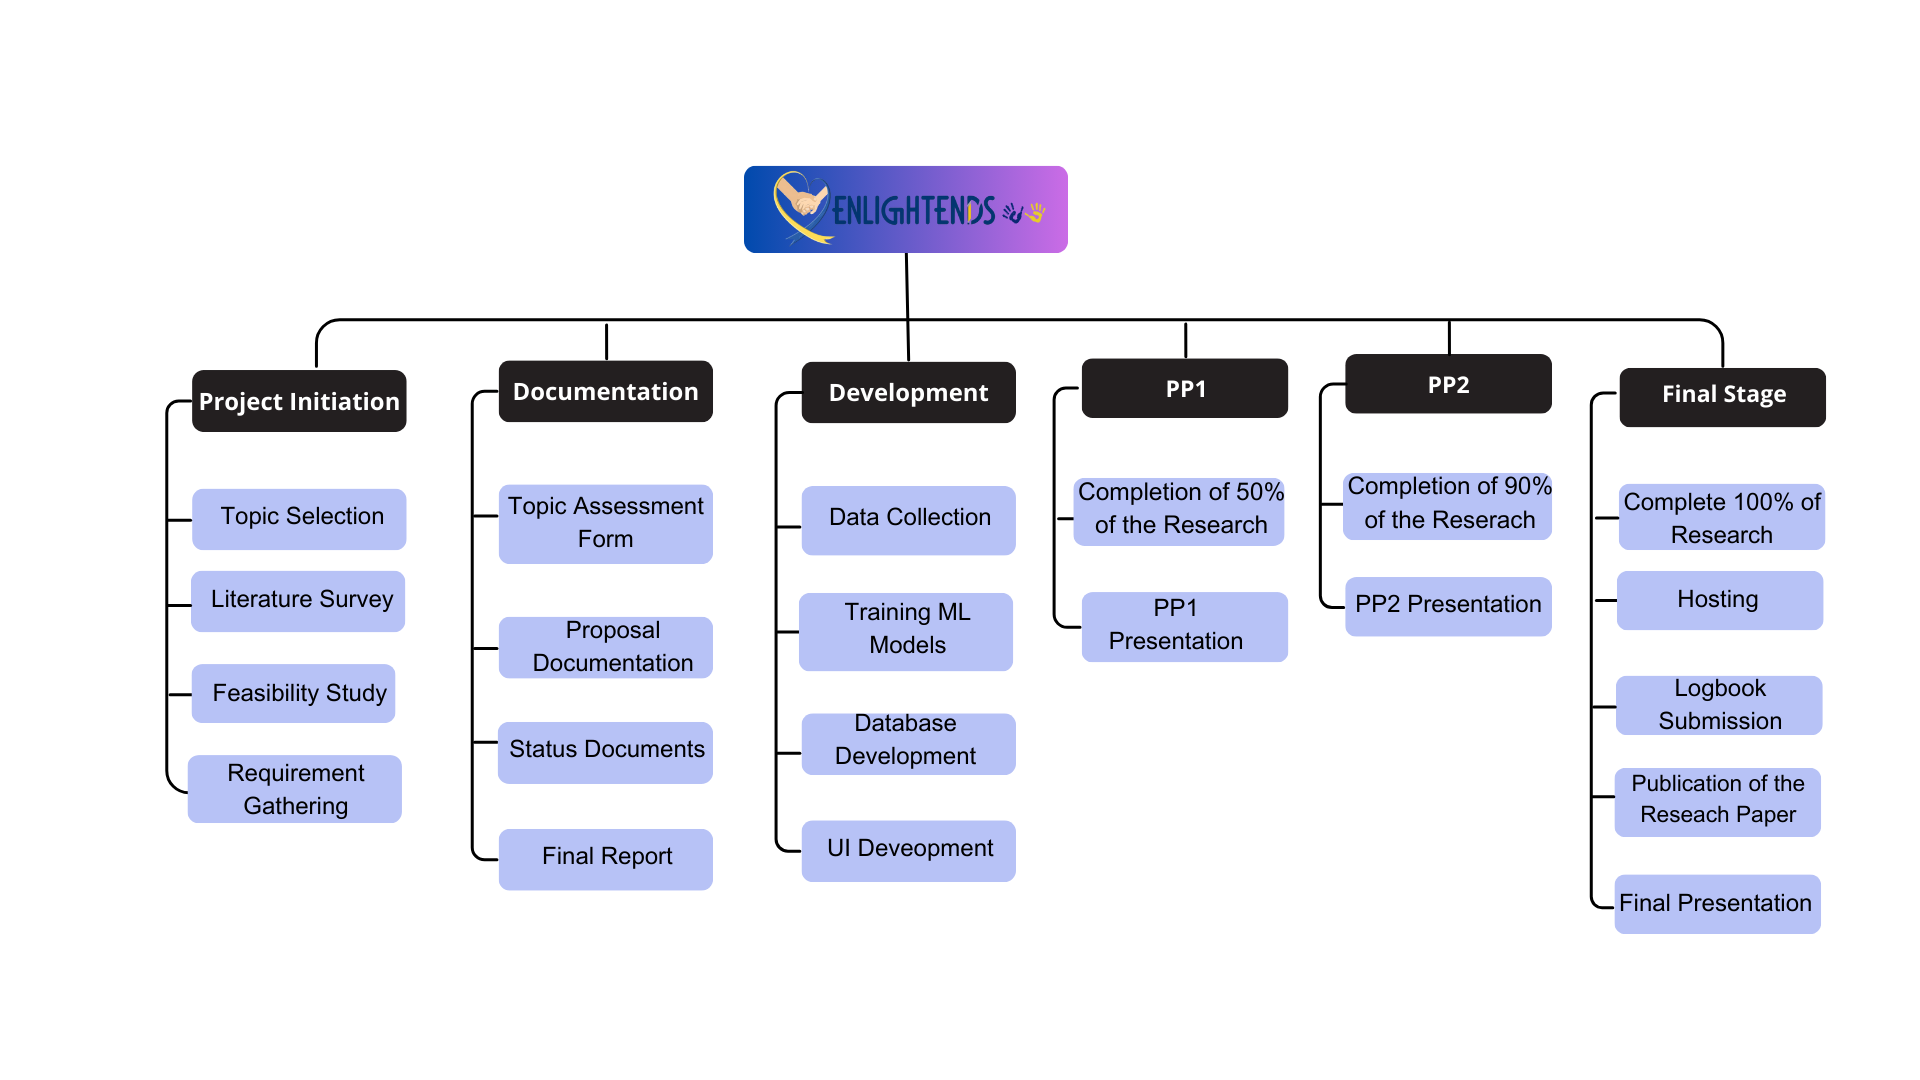 ENLIGHTENDS
Project Initiation
Topic Selection
Literature Survey
Feasibility Study
Requirement
Gathering
Documentation
Topic Assessment
Form
Proposal
Documentation
Status Documents
Final Report
Development
Data Collection
Training ML
Models
Database
Development
UI Deveopment
PP1
Completion of 50%
of the Research
PP1
Presentation
PP2
Completion of 90%
of the Reserach
PP2 Presentation
Final Stage
Complete 100% of
Research
Hosting
Logbook
Submission
Publication of the
Reseach Paper
Final Presentation